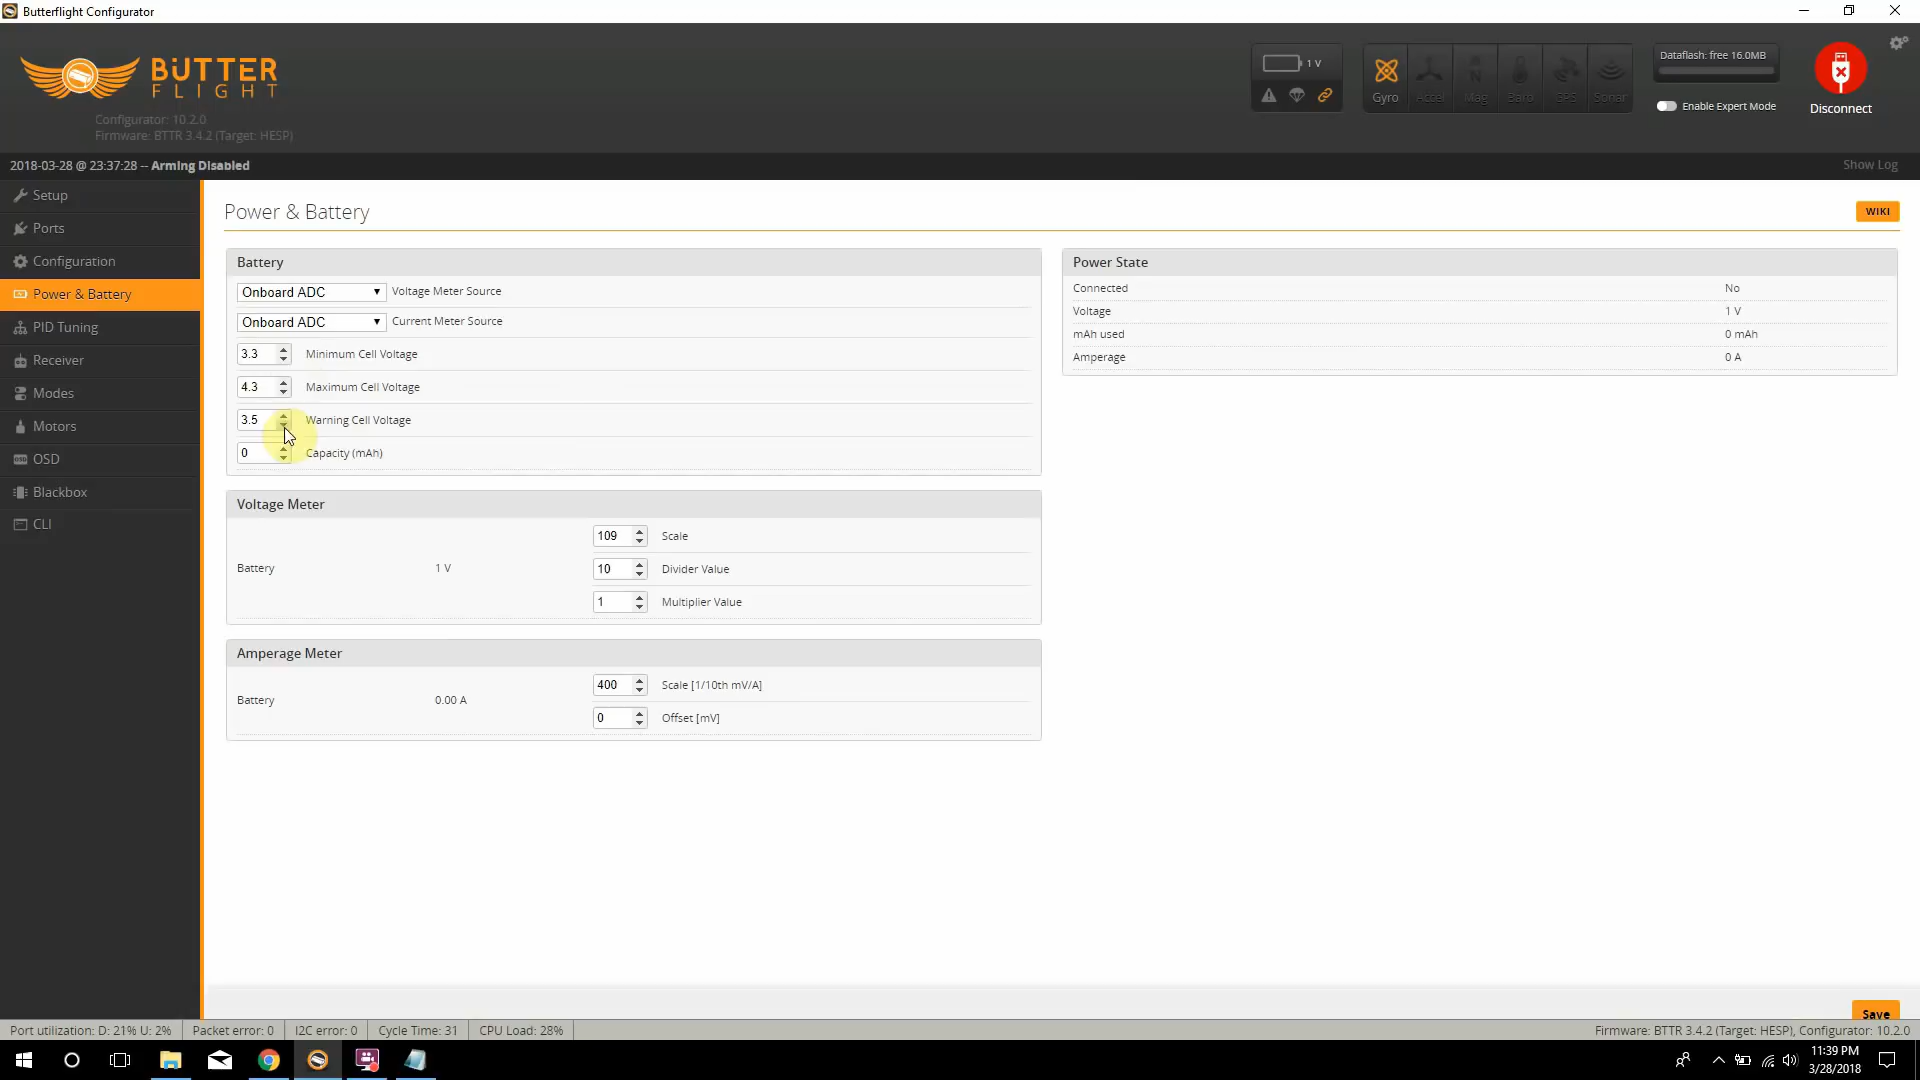 Butterflight Configurator
BUTTER
FLIGHT
Configurator: 10.2.0
Firmware: BTTR 3.4.2 (Target: HESP)
1 V
Gyro
Accel
Mag
Baro
GPS
Sonar
Dataflash: free 16.0MB
Enable Expert Mode
Disconnect
2018-03-28 @ 23:37:28 -- Arming Disabled
Show Log
Setup
Ports
Configuration
Power & Battery
PID Tuning
Receiver
Modes
Motors
OSD
Blackbox
CLI
Power & Battery
WIKI
Battery
Onboard ADC Voltage Meter Source
Onboard ADC Current Meter Source
3.3 Minimum Cell Voltage
4.3 Maximum Cell Voltage
3.5 Warning Cell Voltage
0 Capacity (mAh)
Power State
Connected No
Voltage 1 V
mAh used 0 mAh
Amperage 0 A
Voltage Meter
Battery 1 V
109 Scale
10 Divider Value
1 Multiplier Value
Amperage Meter
Battery 0.00 A
400 Scale [1/10th mV/A]
0 Offset [mV]
Save
Port utilization: D: 21% U: 2% Packet error: 0 I2C error: 0 Cycle Time: 31 CPU Load: 28% Firmware: BTTR 3.4.2 (Target: HESP), Configurator: 10.2.0
11:39 PM
3/28/2018